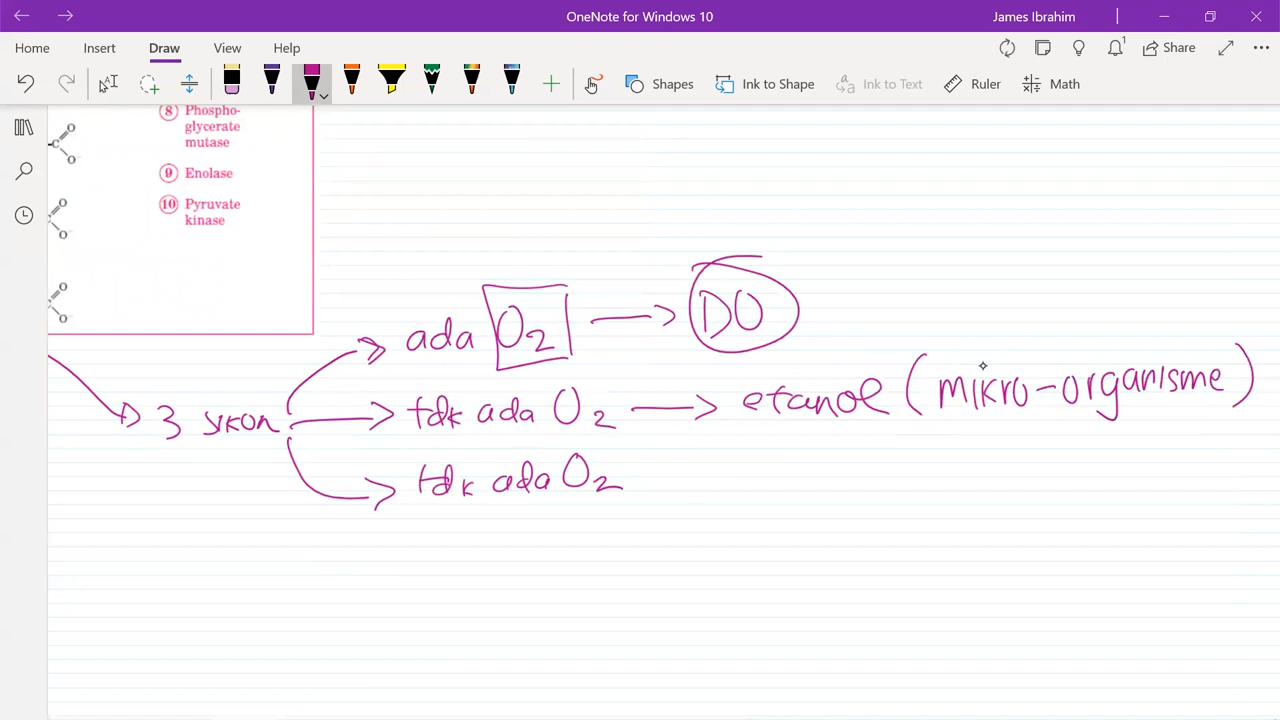 OneNote for Windows 10
James Ibrahim
Home Insert Draw View Help
1
Share
Shapes
Ink to Shape
Ink to Text
Ruler
Math
8 Phospho-
glycerate
mutase
9 Enolase
10 Pyruvate
kinase
C O
O
O
O
O
O
ada O2 → DO
tdk ada O2 → etanol (mikro-organisme)
tdk ada O2